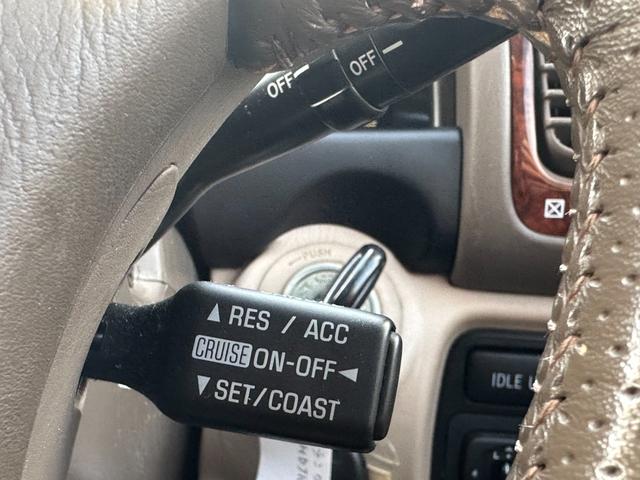 OFF
OFF
PUSH
▲ RES / ACC
CRUISE ON-OFF◀
▼ SET/COAST
IDLE U